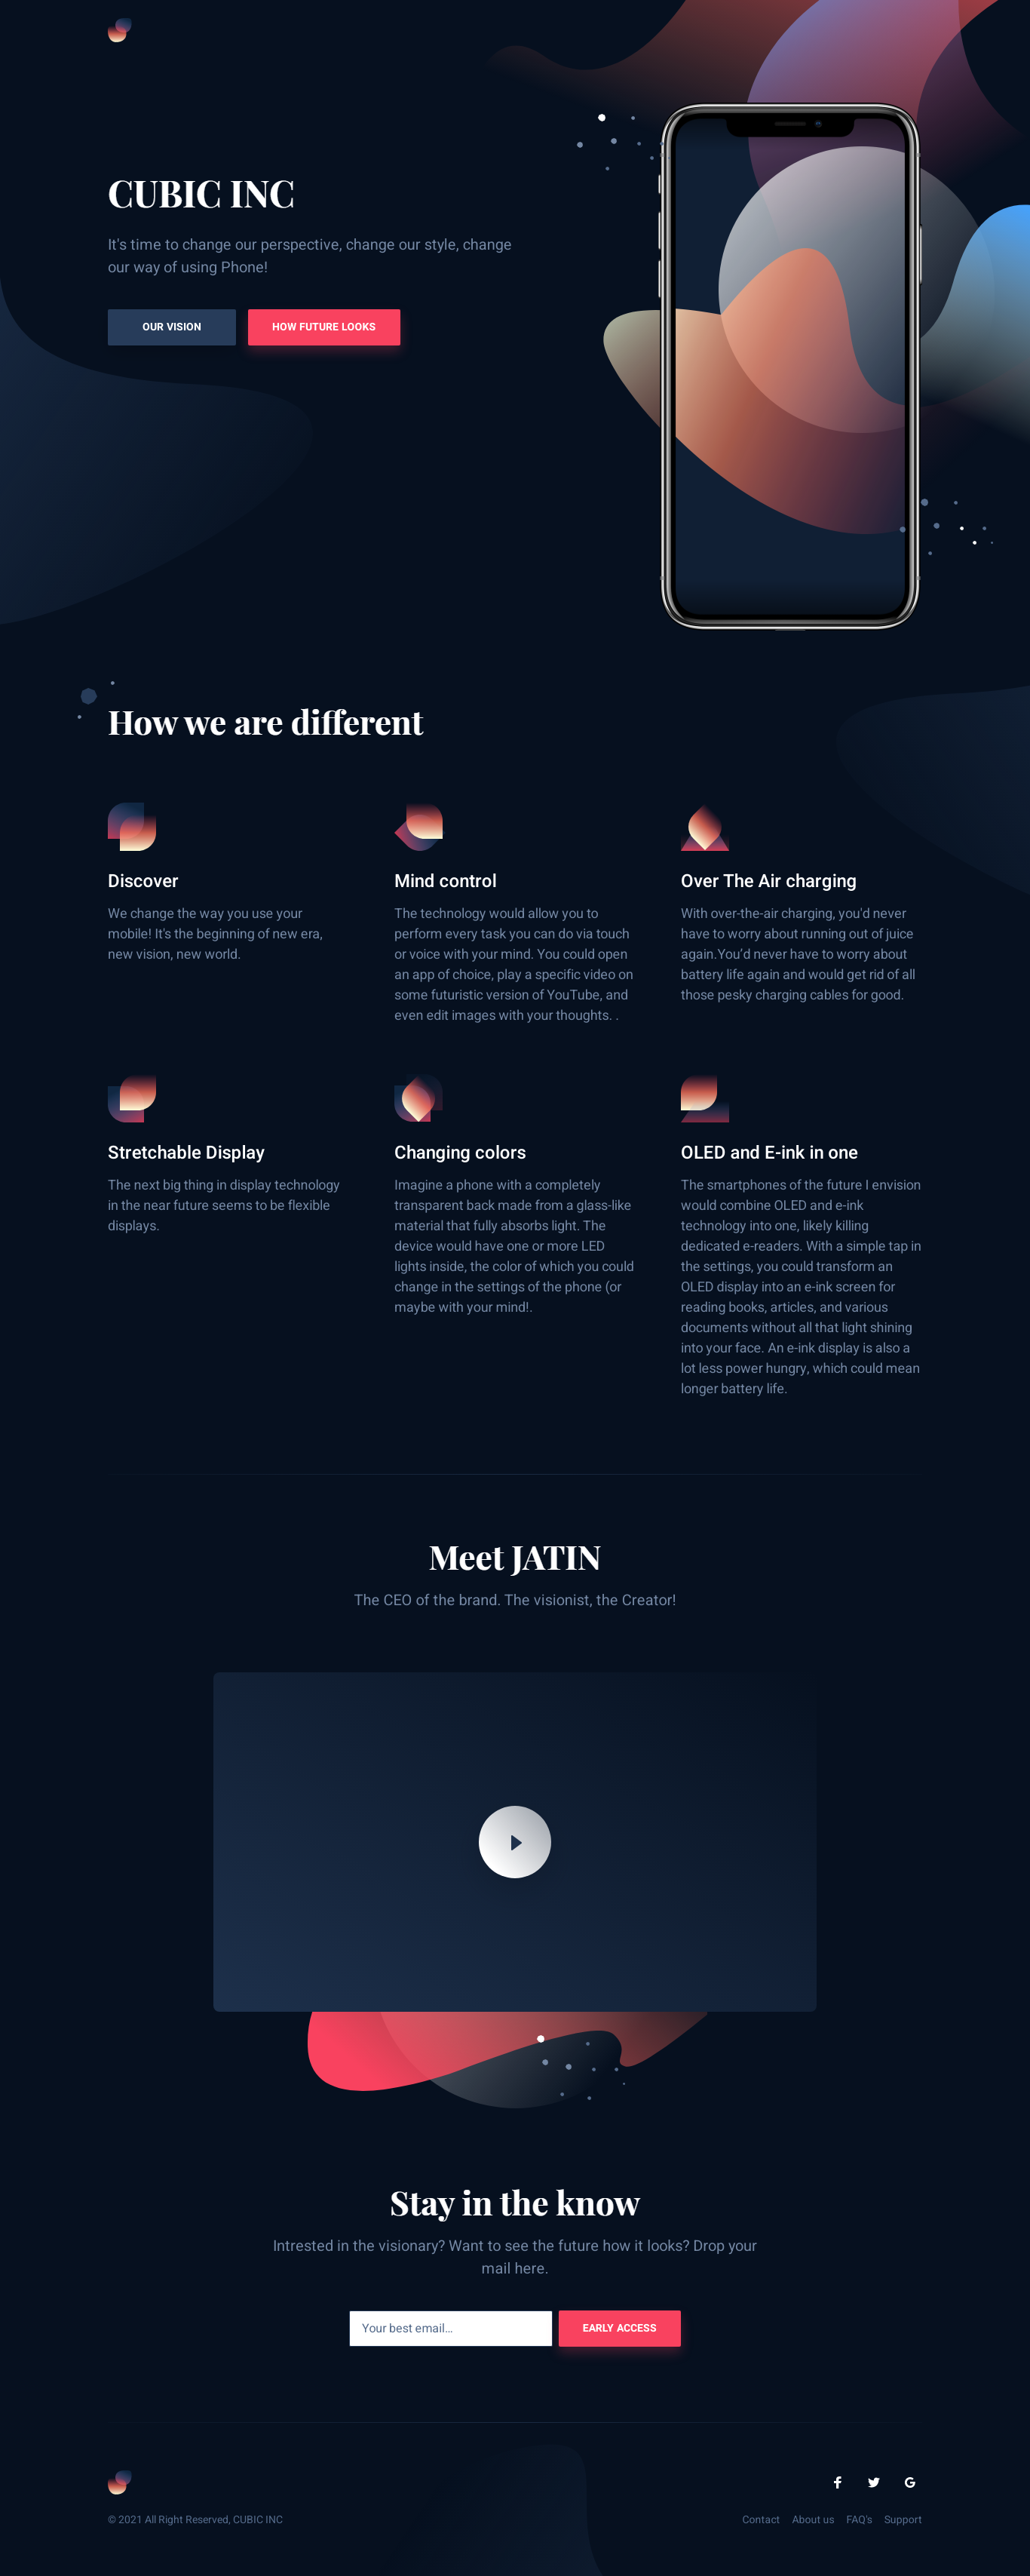 CUBIC INC
It's time to change our perspective, change our style, change
our way of using Phone!
OUR VISION
HOW FUTURE LOOKS
How we are different
Discover
We change the way you use your
mobile! It's the beginning of new era,
new vision, new world.
Mind control
The technology would allow you to
perform every task you can do via touch
or voice with your mind. You could open
an app of choice, play a specific video on
some futuristic version of YouTube, and
even edit images with your thoughts. .
Over The Air charging
With over-the-air charging, you'd never
have to worry about running out of juice
again.You'd never have to worry about
battery life again and would get rid of all
those pesky charging cables for good.
Stretchable Display
The next big thing in display technology
in the near future seems to be flexible
displays.
Changing colors
Imagine a phone with a completely
transparent back made from a glass-like
material that fully absorbs light. The
device would have one or more LED
lights inside, the color of which you could
change in the settings of the phone (or
maybe with your mind!.
OLED and E-ink in one
The smartphones of the future I envision
would combine OLED and e-ink
technology into one, likely killing
dedicated e-readers. With a simple tap in
the settings, you could transform an
OLED display into an e-ink screen for
reading books, articles, and various
documents without all that light shining
into your face. An e-ink display is also a
lot less power hungry, which could mean
longer battery life.
Meet JATIN
The CEO of the brand. The visionist, the Creator!
Stay in the know
Intrested in the visionary? Want to see the future how it looks? Drop your
mail here.
Your best email...
EARLY ACCESS
© 2021 All Right Reserved, CUBIC INC
Contact About us FAQ's Support